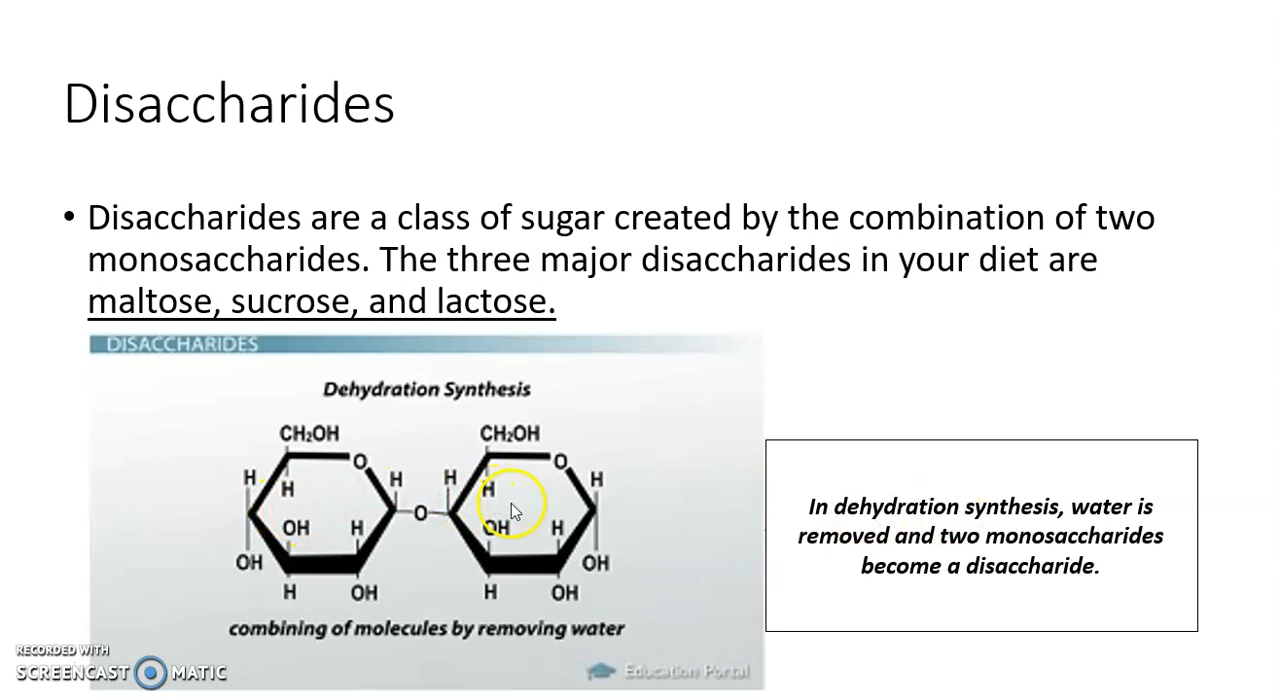 Disaccharides
• Disaccharides are a class of sugar created by the combination of two
monosaccharides. The three major disaccharides in your diet are
maltose, sucrose, and lactose.
DISACCHARIDES
Dehydration Synthesis
CH₂OH CH₂OH
O O
H H H H
H H
O
OH H OH H
OH OH
H OH H OH
combining of molecules by removing water
Education Portal
In dehydration synthesis, water is
removed and two monosaccharides
become a disaccharide.
RECORDED WITH
SCREENCAST MATIC